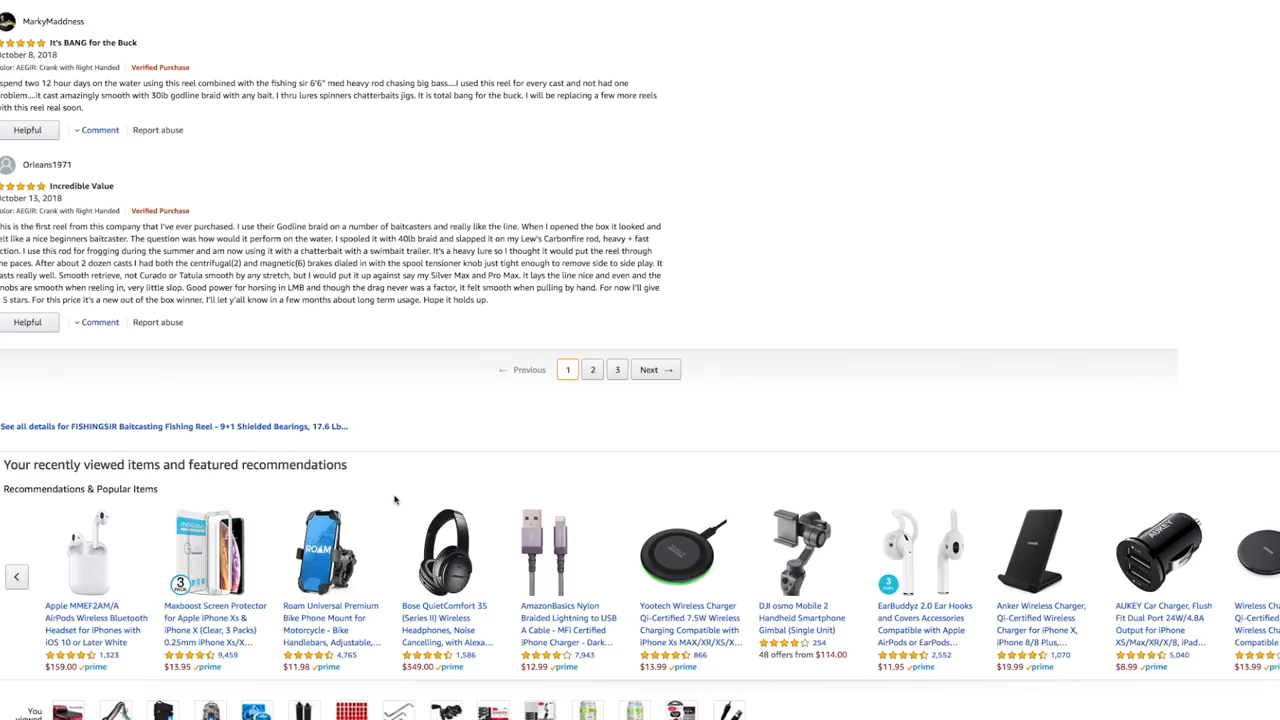 MarkyMaddness
It's BANG for the Buck
ctober 8, 2018
olor: AEGIR: Crank with Right Handed Verified Purchase
spend two 12 hour days on the water using this reel combined with the fishing sir 6'6" med heavy rod chasing big bass....I used this reel for every cast and not had one
roblem....it cast amazingly smooth with 30lb godline braid with any bait. I thru lures spinners chatterbaits jigs. It is total bang for the buck. I will be replacing a few more reels
ith this reel real soon.
Helpful Comment Report abuse
Orleans1971
Incredible Value
ctober 13, 2018
olor: AEGIR: Crank with Right Handed Verified Purchase
his is the first reel from this company that I've ever purchased. I use their Godline braid on a number of baitcasters and really like the line. When I opened the box it looked and
elt like a nice beginners baitcaster. The question was how would it perform on the water. I spooled it with 40lb braid and slapped it on my Lew's Carbonfire rod, heavy + fast
ction. I use this rod for frogging during the summer and am now using it with a chatterbait with a swimbait trailer. It's a heavy lure so I thought it would put the reel through
he paces. After about 2 dozen casts I had both the centrifugal(2) and magnetic(6) brakes dialed in with the spool tensioner knob just tight enough to remove side to side play. It
asts really well. Smooth retrieve, not Curado or Tatula smooth by any stretch, but I would put it up against say my Silver Max and Pro Max. It lays the line nice and even and the
nobs are smooth when reeling in, very little slop. Good power for horsing in LMB and though the drag never was a factor, it felt smooth when pulling by hand. For now I'll give
5 stars. For this price it's a new out of the box winner. I'll let y'all know in a few months about long term usage. Hope it holds up.
Helpful Comment Report abuse
← Previous 1 2 3 Next →
See all details for FISHINGSIR Baitcasting Fishing Reel - 9+1 Shielded Bearings, 17.6 Lb...
Your recently viewed items and featured recommendations
Recommendations & Popular Items
Apple MMEF2AM/A
AirPods Wireless Bluetooth
Headset for iPhones with
iOS 10 or Later White
1,323
$159.00 prime
3
PACK
Maxboost Screen Protector
for Apple iPhone Xs &
iPhone X (Clear, 3 Packs)
0.25mm iPhone Xs/X...
9,459
$13.95 prime
ROAM
Roam Universal Premium
Bike Phone Mount for
Motorcycle - Bike
Handlebars, Adjustable,...
4,765
$11.98 prime
Bose QuietComfort 35
(Series II) Wireless
Headphones, Noise
Cancelling, with Alexa...
1,586
$349.00 prime
AmazonBasics Nylon
Braided Lightning to USB
A Cable - MFi Certified
iPhone Charger - Dark...
7,943
$12.99 prime
Yootech Wireless Charger
Qi-Certified 7.5W Wireless
Charging Compatible with
iPhone Xs MAX/XR/XS/X...
866
$13.99 prime
DJI osmo Mobile 2
Handheld Smartphone
Gimbal (Single Unit)
254
48 offers from $114.00
3
EarBuddyz 2.0 Ear Hooks
and Covers Accessories
Compatible with Apple
AirPods or EarPods...
2,552
$11.95 prime
Anker Wireless Charger,
Qi-Certified Wireless
Charger for iPhone X,
iPhone 8/8 Plus,...
1,070
$19.99 prime
AUKEY
AUKEY Car Charger, Flush
Fit Dual Port 24W/4.8A
Output for iPhone
XS/Max/XR/X/8, iPad...
5,040
$8.99 prime
Wireless Cha
Qi-Certified
Wireless Cha
Compatible
$13.99 pri
You
viewed